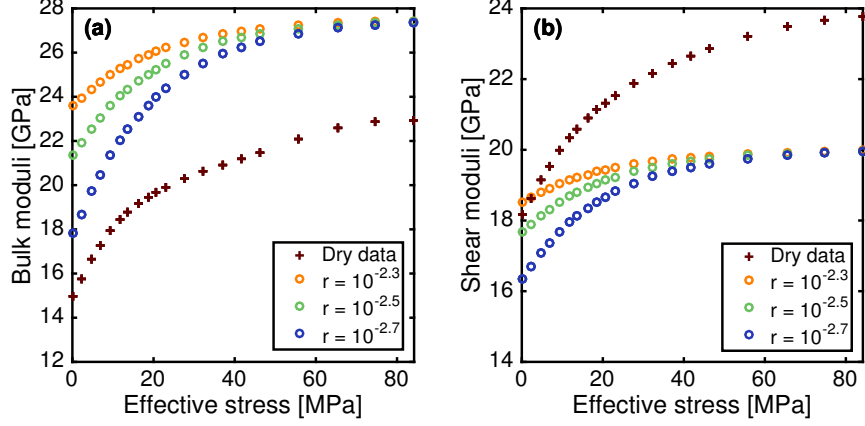 (a)
Bulk moduli [GPa]
28
26
24
22
20
18
16
14
12
0 20 40 60 80
Effective stress [MPa]
Dry data
r = 10^-2.3
r = 10^-2.5
r = 10^-2.7
(b)
Shear moduli [GPa]
24
22
20
18
16
14
0 20 40 60 80
Effective stress [MPa]
Dry data
r = 10^-2.3
r = 10^-2.5
r = 10^-2.7